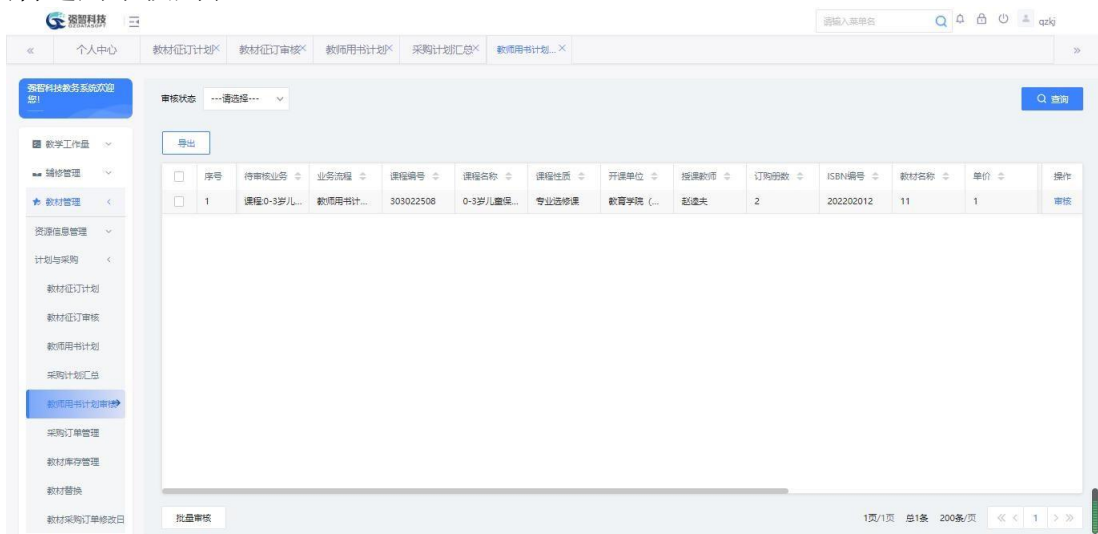 强智科技
QZDATASOFT
请输入菜单名
qzkj
个人中心 教材征订计划× 教材征订审核× 教师用书计划× 采购计划汇总× 教师用书计划...×
强智科技教务系统欢迎
您!
教学工作量
辅修管理
教材管理
资源信息管理
计划与采购
教材征订计划
教材征订审核
教师用书计划
采购计划汇总
教师用书计划审核
采购订单管理
教材库存管理
教材替换
教材采购订单修改日
审核状态 ---请选择--- 查询
导出
序号 待审核业务 业务流程 课程编号 课程名称 课程性质 开课单位 授课教师 订购册数 ISBN编号 教材名称 单价 操作
1 课程:0-3岁儿... 教师用书计... 303022508 0-3岁儿童保... 专业选修课 教育学院 (... 2 202202012 11 1 审核
批量审核 1页/1页 总1条 200条/页 1